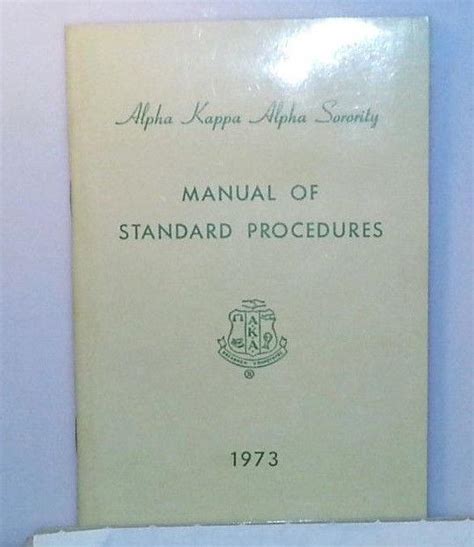 Alpha Kappa Alpha Sorority
MANUAL OF
STANDARD PROCEDURES
AKA
®
1973